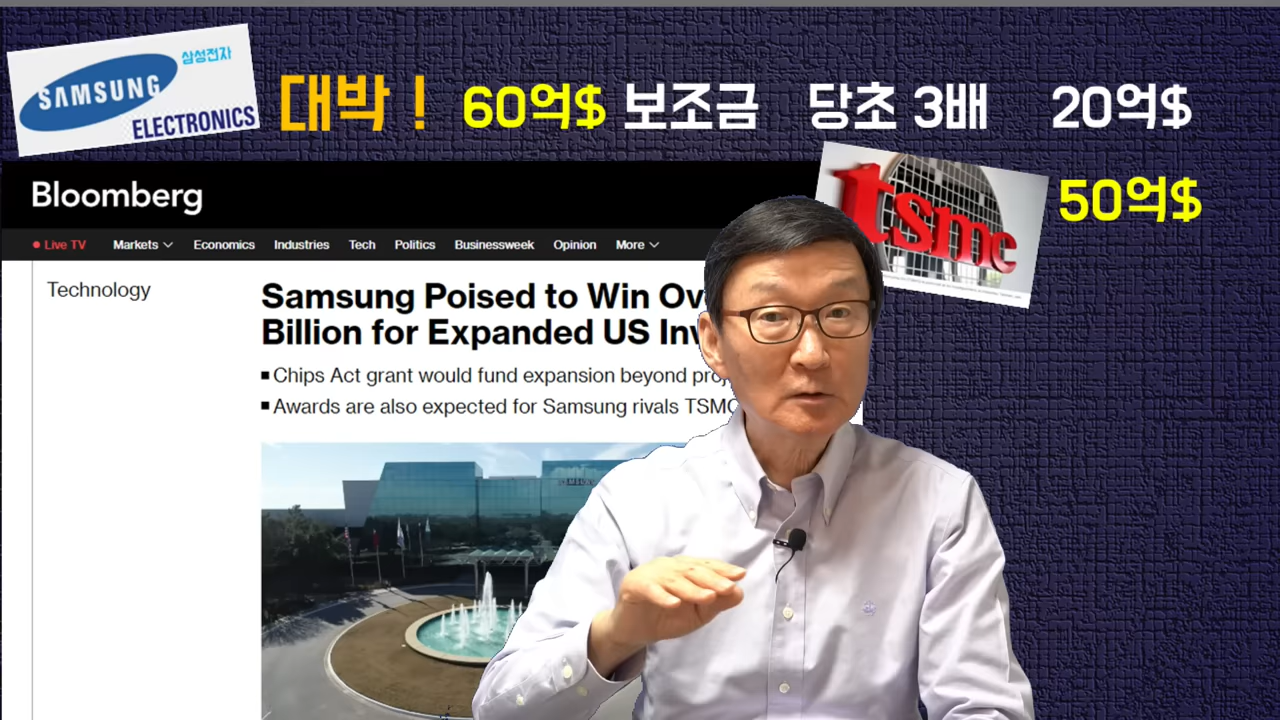 SAMSUNG 삼성전자
ELECTRONICS
대박 ! 60억$ 보조금 당초 3배 20억$
tsmc 50억$
Bloomberg
Live TV Markets Economics Industries Tech Politics Businessweek Opinion More
Technology
Samsung Poised to Win
Billion for Expanded US
Chips Act grant would fund expansion beyond
Awards are also expected for Samsung rivals TSMC
SAMSUNG